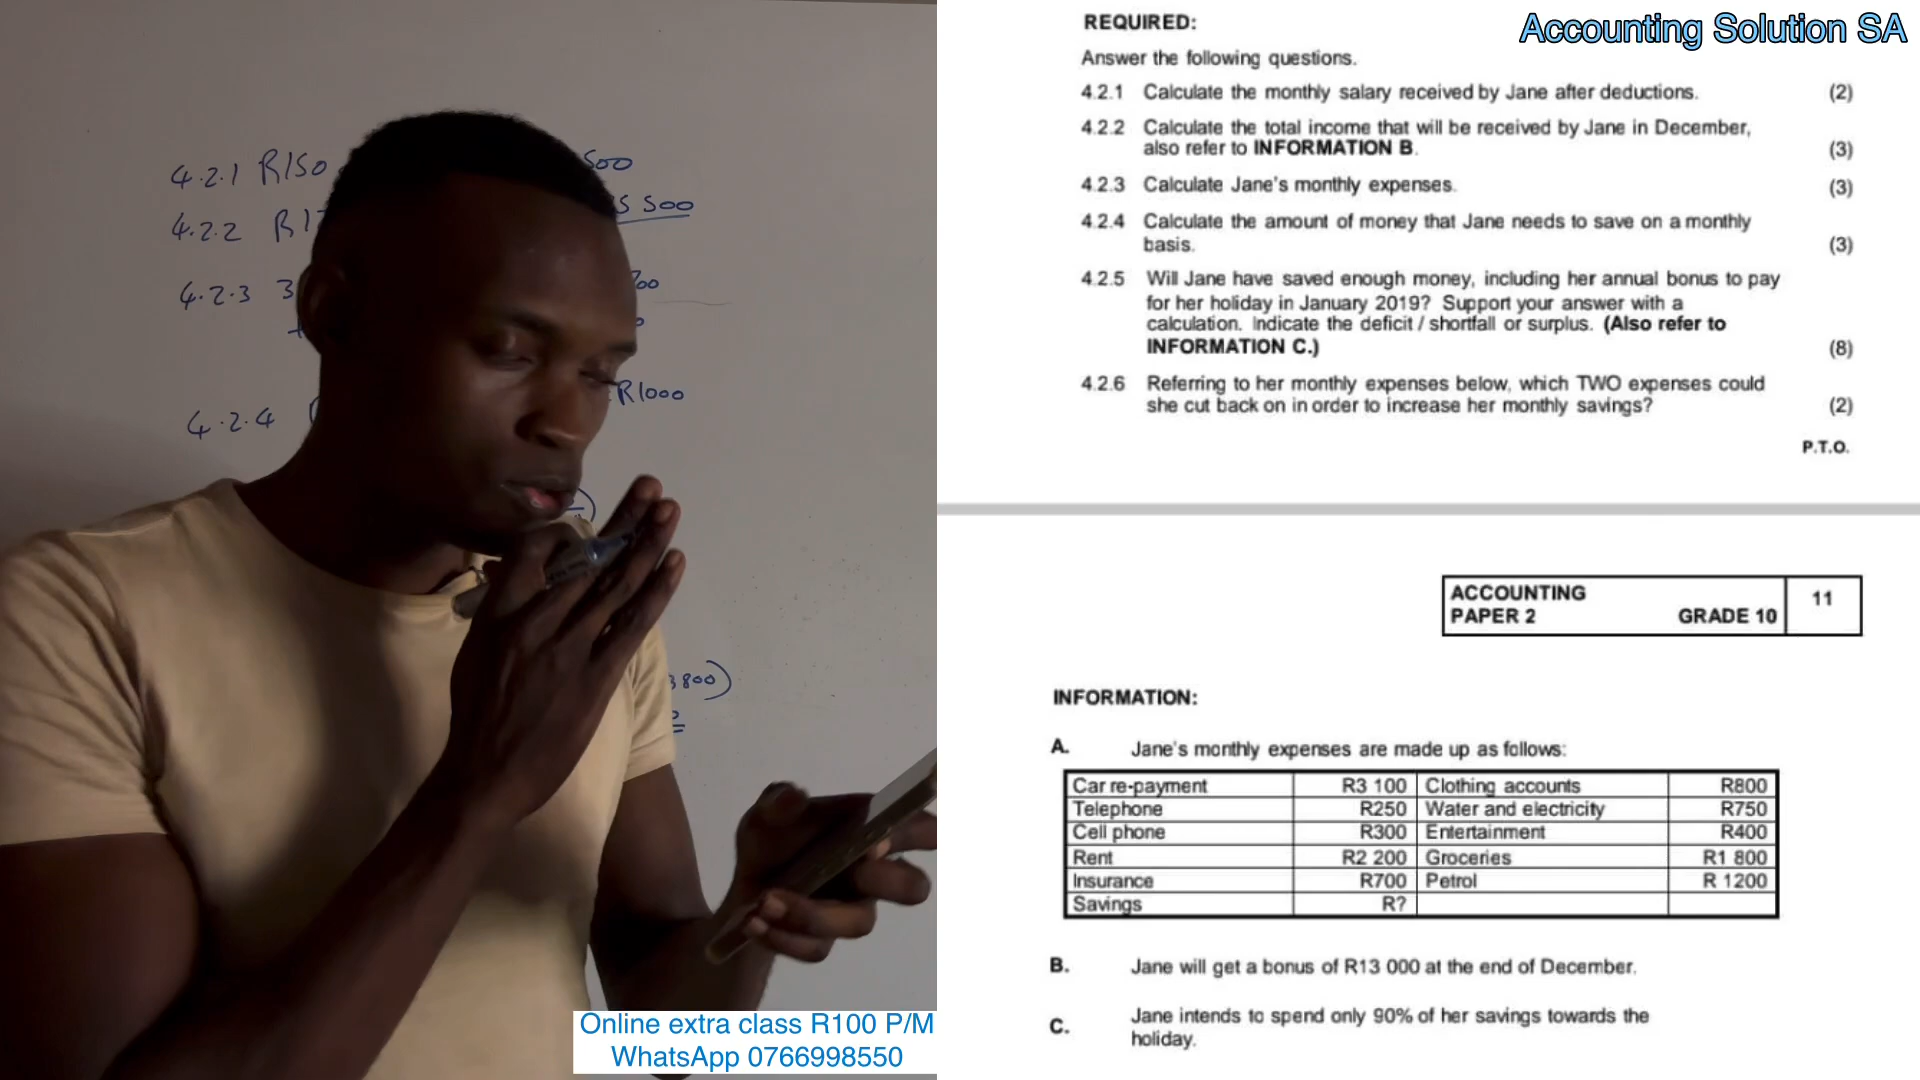 4.2.1 R150
500
4.2.2 R1
5 500
4.2.3 3
00
4.2.4
R1000
3800)
REQUIRED:
Accounting Solution SA
Answer the following questions.
4.2.1 Calculate the monthly salary received by Jane after deductions. (2)
4.2.2 Calculate the total income that will be received by Jane in December,
also refer to INFORMATION B. (3)
4.2.3 Calculate Jane's monthly expenses. (3)
4.2.4 Calculate the amount of money that Jane needs to save on a monthly
basis. (3)
4.2.5 Will Jane have saved enough money, including her annual bonus to pay
for her holiday in January 2019? Support your answer with a
calculation. Indicate the deficit / shortfall or surplus. (Also refer to
INFORMATION C.) (8)
4.2.6 Referring to her monthly expenses below, which TWO expenses could
she cut back on in order to increase her monthly savings? (2)
P.T.O.
ACCOUNTING 11
PAPER 2 GRADE 10
INFORMATION:
A. Jane's monthly expenses are made up as follows:
Car re-payment R3 100 Clothing accounts R800
Telephone R250 Water and electricity R750
Cell phone R300 Entertainment R400
Rent R2 200 Groceries R1 800
Insurance R700 Petrol R 1200
Savings R?
B. Jane will get a bonus of R13 000 at the end of December.
C. Jane intends to spend only 90% of her savings towards the
holiday.
Online extra class R100 P/M
WhatsApp 0766998550